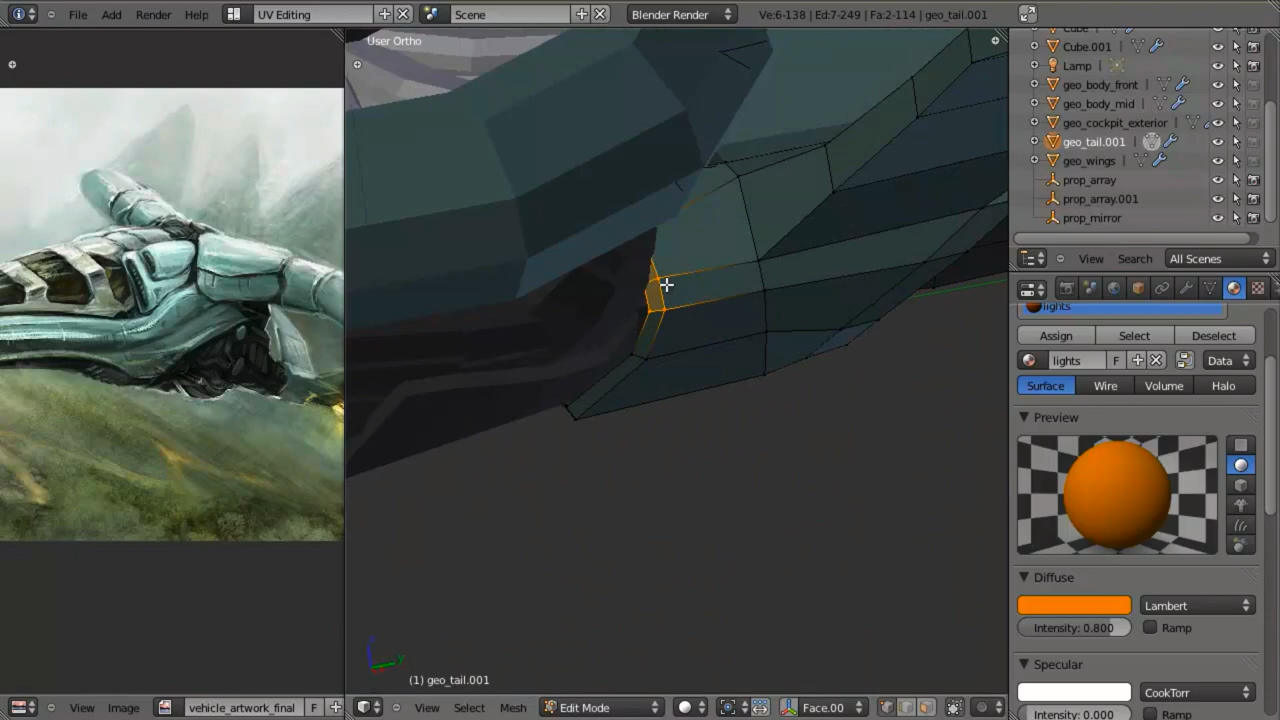 File Add Render Help UV Editing Scene Blender Render Ve:6-138 | Ed:7-249 | Fa:2-114 | geo_tail.001
User Ortho
Cube
Cube.001
Lamp
geo_body_front
geo_body_mid
geo_cockpit_exterior
geo_tail.001
geo_wings
prop_array
prop_array.001
prop_mirror
View Search All Scenes
lights
Assign Select Deselect
lights F Data
Surface Wire Volume Halo
Preview
Diffuse
Lambert
Intensity: 0.800 Ramp
Specular
CookTorr
Intensity: 0.000 Ramp
(1) geo_tail.001
View Image vehicle_artwork_final F View Select Mesh Edit Mode Face.00